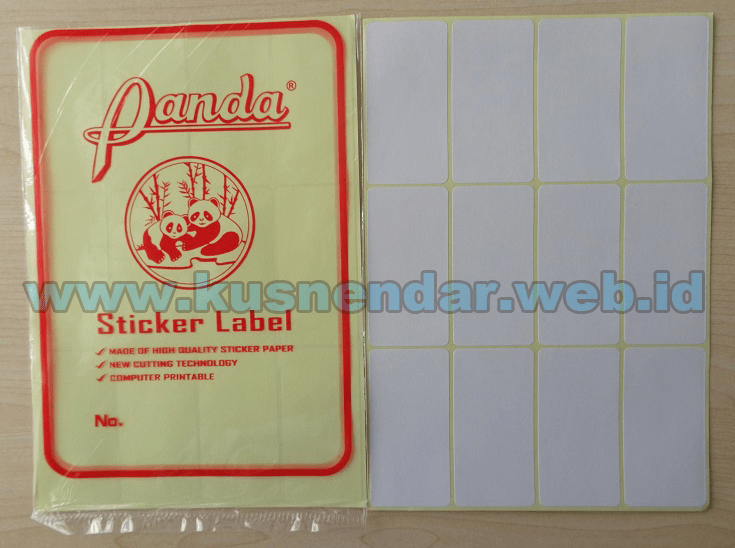 Panda®
www.kusnendar.web.id
Sticker Label
✓ MADE OF HIGH QUALITY STICKER PAPER
✓ NEW CUTTING TECHNOLOGY
✓ COMPUTER PRINTABLE
No.